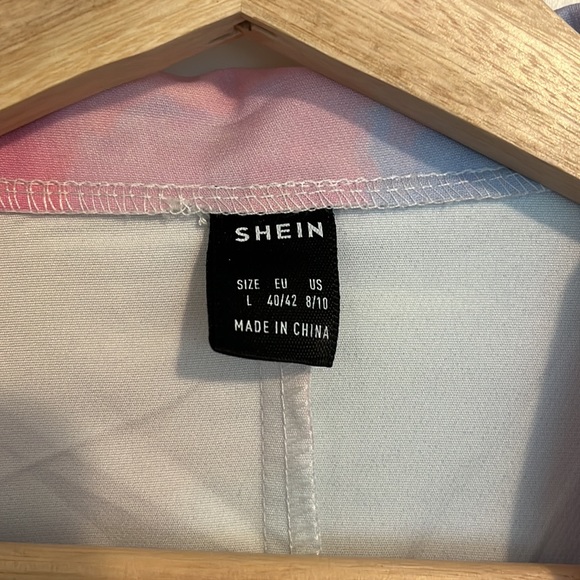 SHEIN
SIZE EU US
L 40/42 8/10
MADE IN CHINA